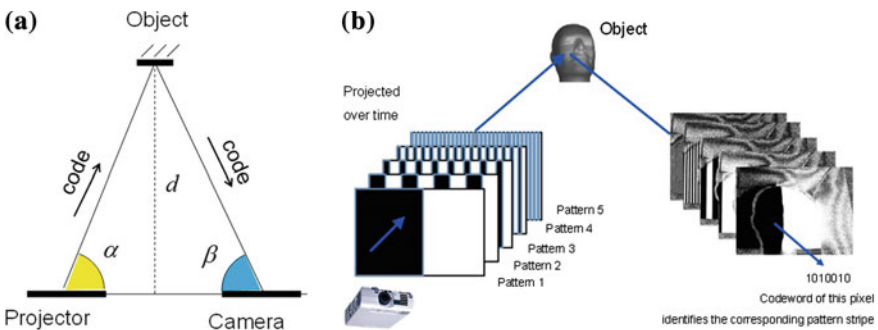 (a)
Object
code
code
d
α
β
Projector
Camera
(b)
Object
Projected
over time
Pattern 5
Pattern 4
Pattern 3
Pattern 2
Pattern 1
1010010
Codeword of this pixel
identifies the corresponding pattern stripe